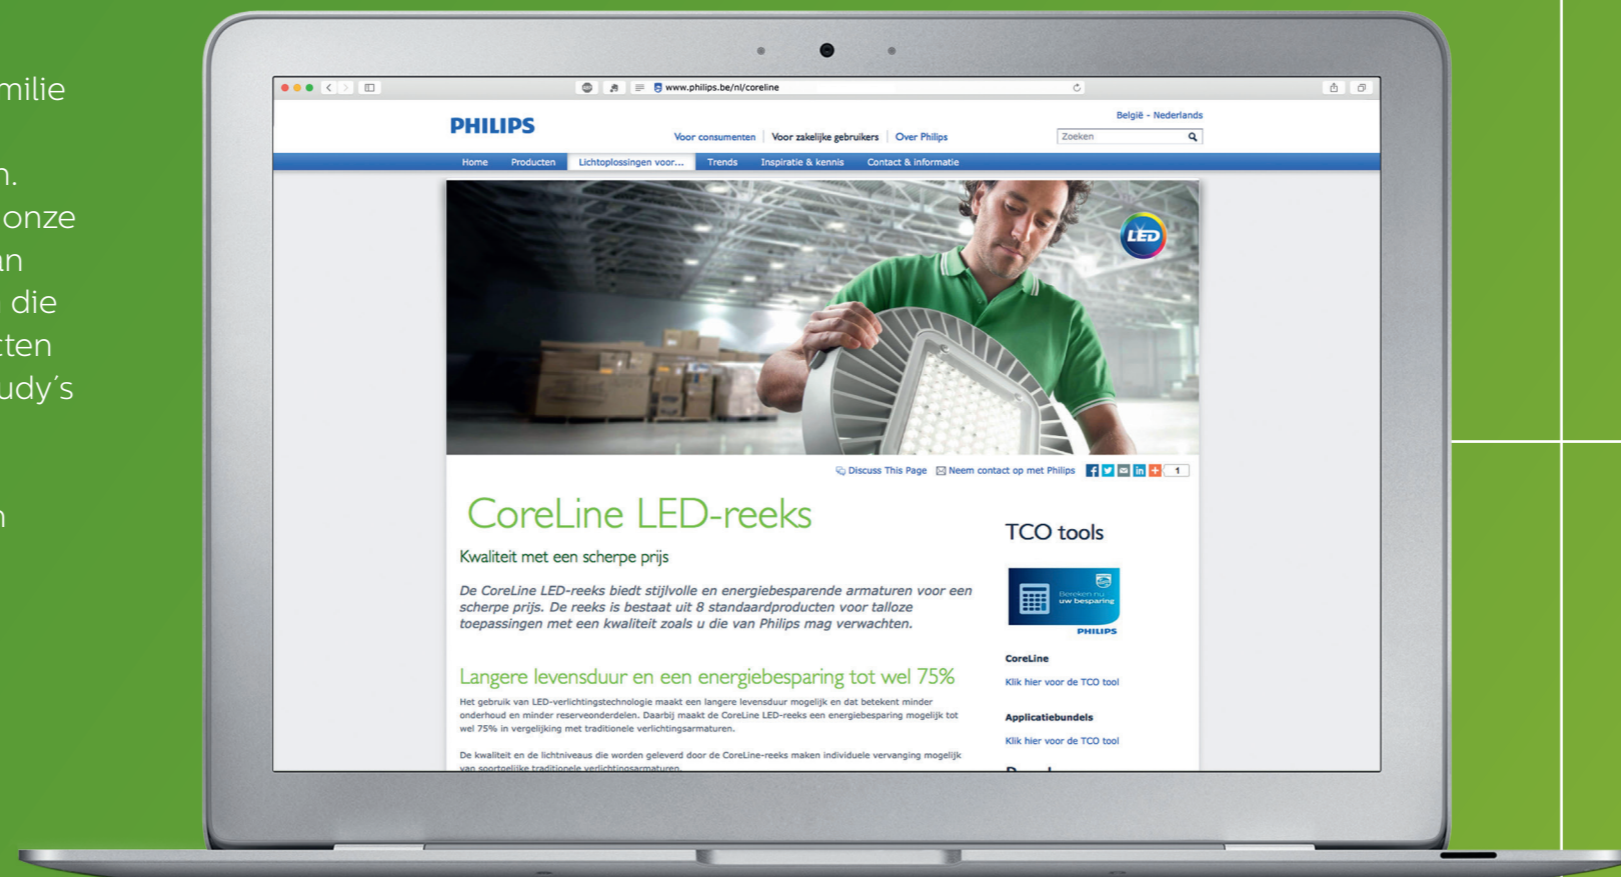 milie
n.
onze
an
die
cten
udy´s
n
www.philips.be/nl/coreline
België - Nederlands
PHILIPS
Voor consumenten Voor zakelijke gebruikers Over Philips
Zoeken
Home Producten Lichtoplossingen voor... Trends Inspiratie & kennis Contact & informatie
LED
Discuss This Page Neem contact op met Philips 1
CoreLine LED-reeks
Kwaliteit met een scherpe prijs
De CoreLine LED-reeks biedt stijlvolle en energiebesparende armaturen voor een
scherpe prijs. De reeks is bestaat uit 8 standaardproducten voor talloze
toepassingen met een kwaliteit zoals u die van Philips mag verwachten.
Langere levensduur en een energiebesparing tot wel 75%
Het gebruik van LED-verlichtingstechnologie maakt een langere levensduur mogelijk en dat betekent minder
onderhoud en minder reserveonderdelen. Daarbij maakt de CoreLine LED-reeks een energiebesparing mogelijk tot
wel 75% in vergelijking met traditionele verlichtingsarmaturen.
De kwaliteit en de lichtniveaus die worden geleverd door de CoreLine-reeks maken individuele vervanging mogelijk
van soortgelijke traditionele verlichtingsarmaturen.
TCO tools
Bereken nu
uw besparing
PHILIPS
CoreLine
Klik hier voor de TCO tool
Applicatiebundels
Klik hier voor de TCO tool